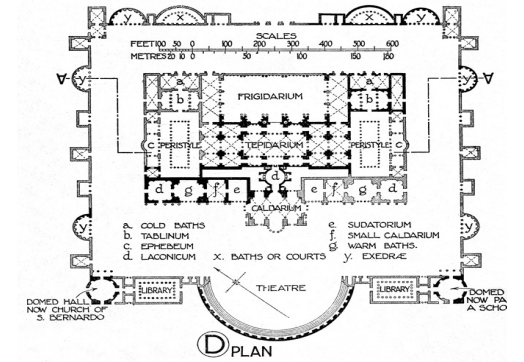 y x y y x y
SCALES
FEET 100 50 0 50 100 200 300 400 500 600
METRES 20 10 0 50 100 150 180
A y y A
a a
b FRIGIDARIUM b
c PERISTYLE TEPIDARIUM PERISTYLE c
d
d g f e e f g d
CALDARIUM
y y
a. COLD BATHS
b. TABLINUM
c. EPHEBEUM
d LACONICUM
x. BATHS OR COURTS
e. SUDATORIUM
f. SMALL CALDARIUM
g. WARM BATHS.
y. EXEDRÆ
THEATRE
LIBRARY
LIBRARY
DOMED HALL
NOW CHURCH OF
S. BERNARDO
DOMED
NOW PA
A SCHO
D PLAN